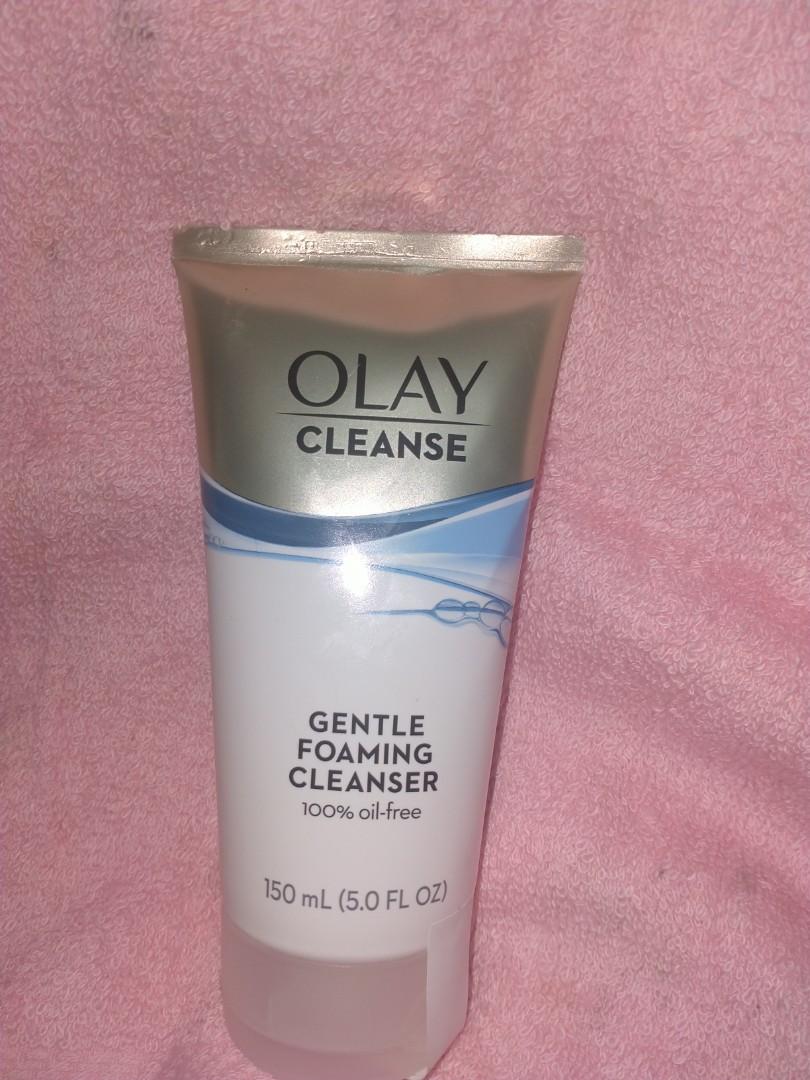 OLAY
CLEANSE
GENTLE
FOAMING
CLEANSER
100% oil-free
150 mL (5.0 FL OZ)